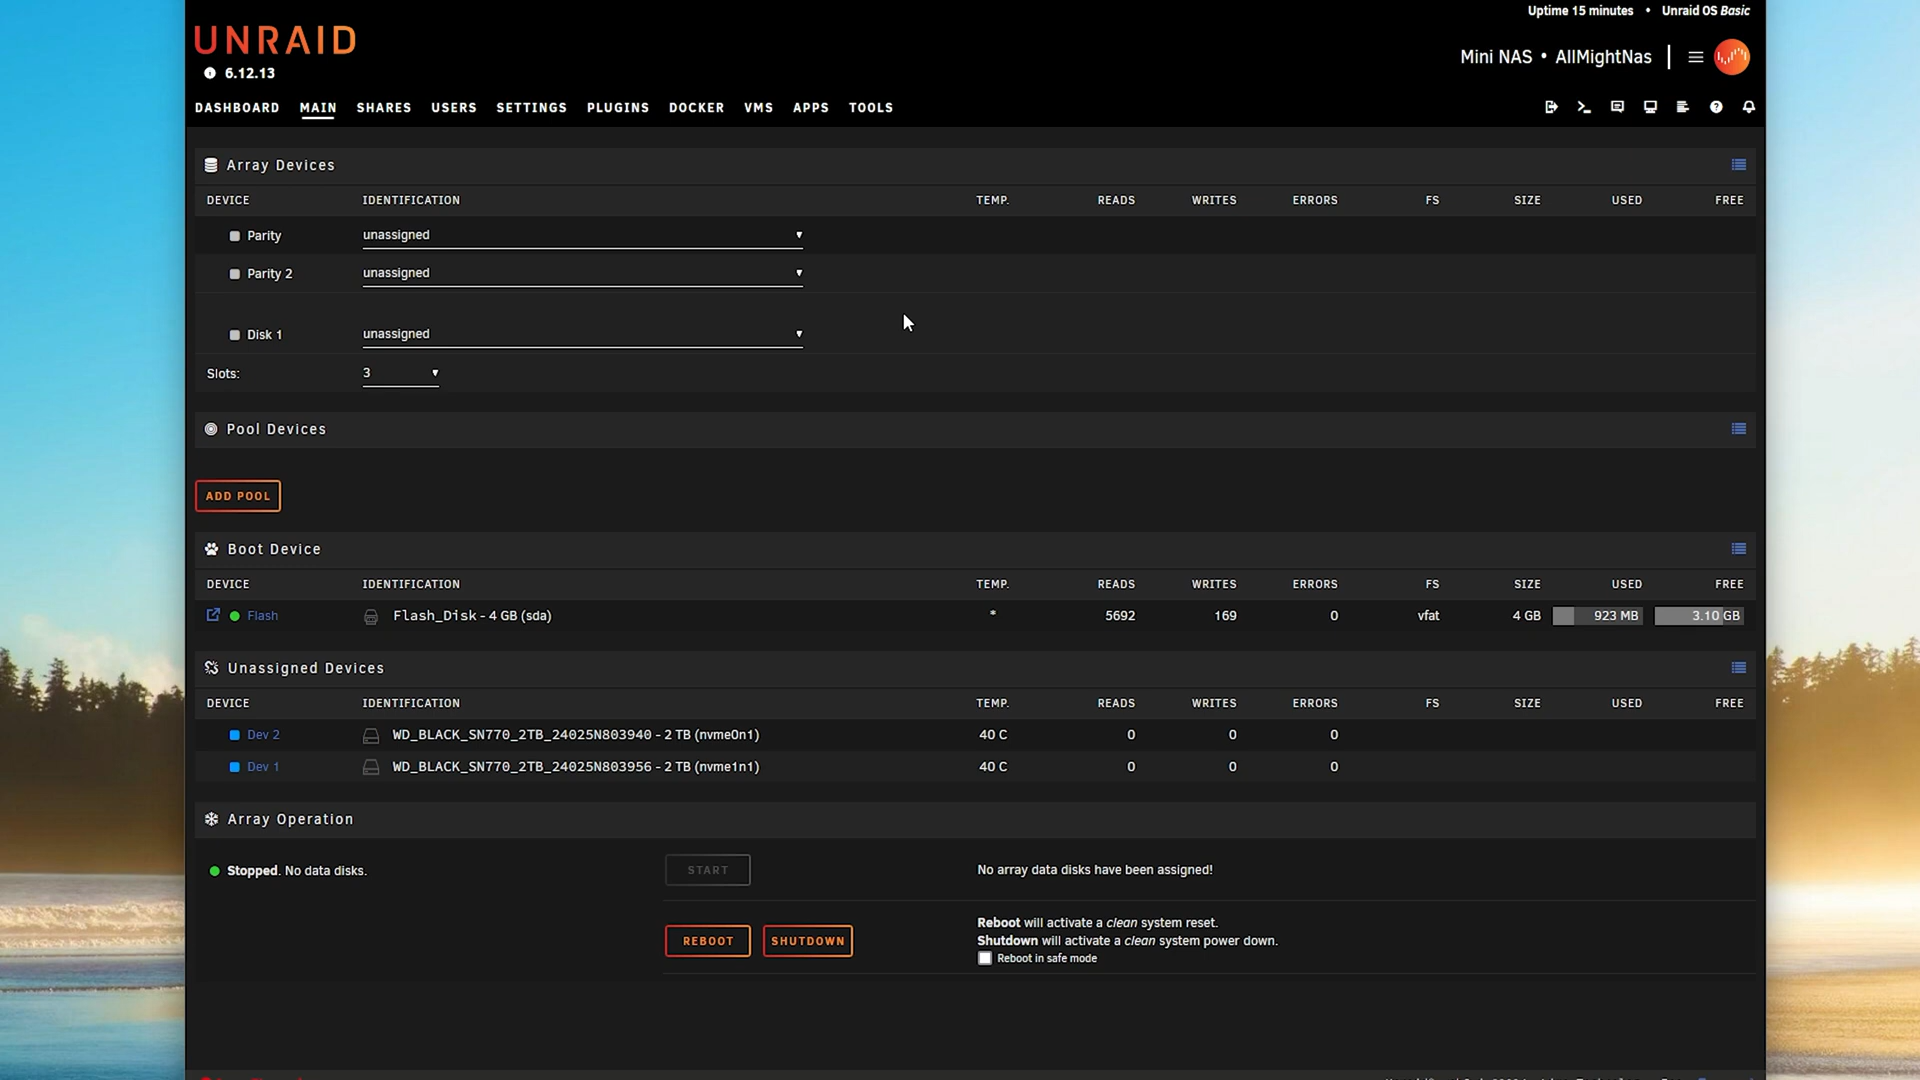 Uptime 15 minutes • Unraid OS Basic
UNRAID
6.12.13
Mini NAS • AllMightNas
DASHBOARD MAIN SHARES USERS SETTINGS PLUGINS DOCKER VMS APPS TOOLS
Array Devices
DEVICE IDENTIFICATION TEMP. READS WRITES ERRORS FS SIZE USED FREE
Parity unassigned
Parity 2 unassigned
Disk 1 unassigned
Slots: 3
Pool Devices
ADD POOL
Boot Device
DEVICE IDENTIFICATION TEMP. READS WRITES ERRORS FS SIZE USED FREE
Flash Flash_Disk - 4 GB (sda) * 5692 169 0 vfat 4 GB 923 MB 3.10 GB
Unassigned Devices
DEVICE IDENTIFICATION TEMP. READS WRITES ERRORS FS SIZE USED FREE
Dev 2 WD_BLACK_SN770_2TB_24025N803940 - 2 TB (nvme0n1) 40 C 0 0 0
Dev 1 WD_BLACK_SN770_2TB_24025N803956 - 2 TB (nvme1n1) 40 C 0 0 0
Array Operation
Stopped. No data disks. START No array data disks have been assigned!
REBOOT SHUTDOWN
Reboot will activate a clean system reset.
Shutdown will activate a clean system power down.
Reboot in safe mode